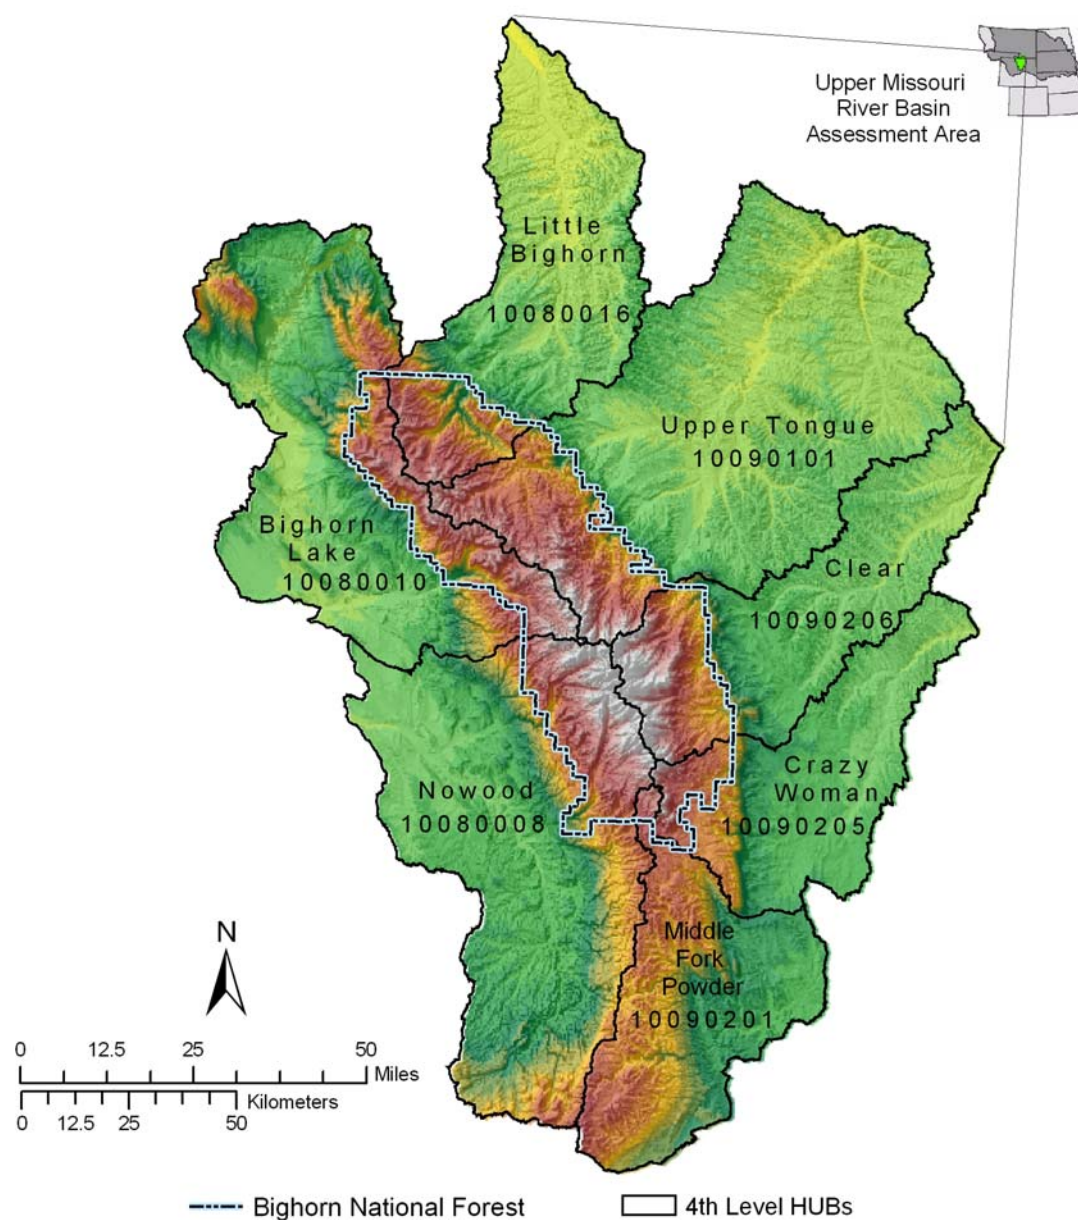 Upper Missouri
River Basin
Assessment Area
Little
Bighorn
10080016
Upper Tongue
10090101
Bighorn
Lake
10080010
Clear
10090206
Nowood
10080008
Crazy
Woman
10090205
Middle
Fork
Powder
10090201
N
0 12.5 25 50
Miles
Kilometers
0 12.5 25 50
Bighorn National Forest
4th Level HUBs